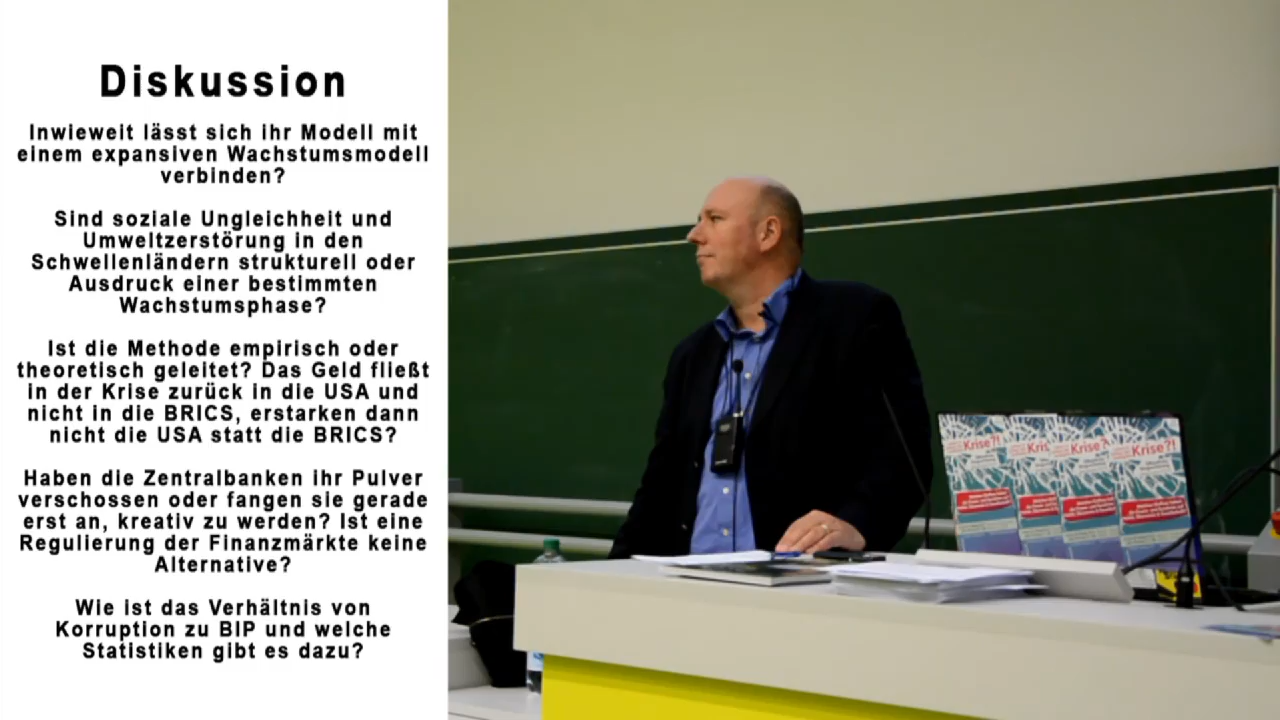 Diskussion
Inwieweit lässt sich ihr Modell mit
einem expansiven Wachstumsmodell
verbinden?
Sind soziale Ungleichheit und
Umweltzerstörung in den
Schwellenländern strukturell oder
Ausdruck einer bestimmten
Wachstumsphase?
Ist die Methode empirisch oder
theoretisch geleitet? Das Geld fließt
in der Krise zurück in die USA und
nicht in die BRICS, erstarken dann
nicht die USA statt die BRICS?
Haben die Zentralbanken ihr Pulver
verschossen oder fangen sie gerade
erst an, kreativ zu werden? Ist eine
Regulierung der Finanzmärkte keine
Alternative?
Wie ist das Verhältnis von
Korruption zu BIP und welche
Statistiken gibt es dazu?
Krise?!
Kris
Krise?
Krise?!